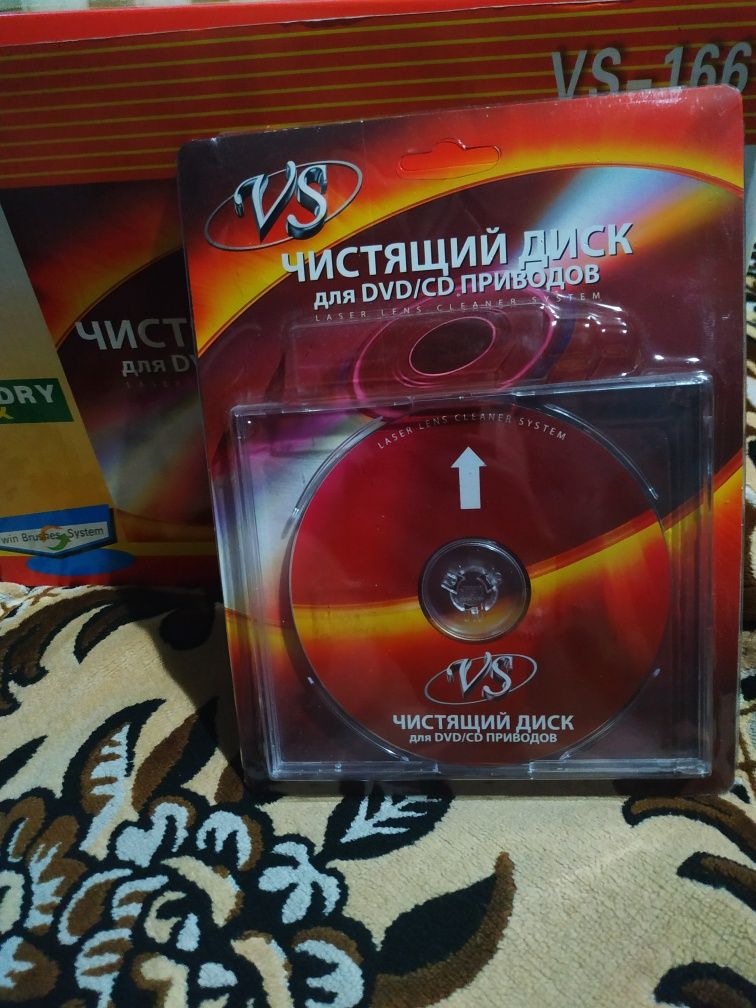 VS-166
VS
ЧИСТЯЩИЙ ДИСК
для DVD/CD ПРИВОДОВ
LASER LENS CLEANER SYSTEM
ЧИСТ
для DV
LASER
DRY
win Brushes System
LASER LENS CLEANER SYSTEM
VS
ЧИСТЯЩИЙ ДИСК
для DVD/CD ПРИВОДОВ